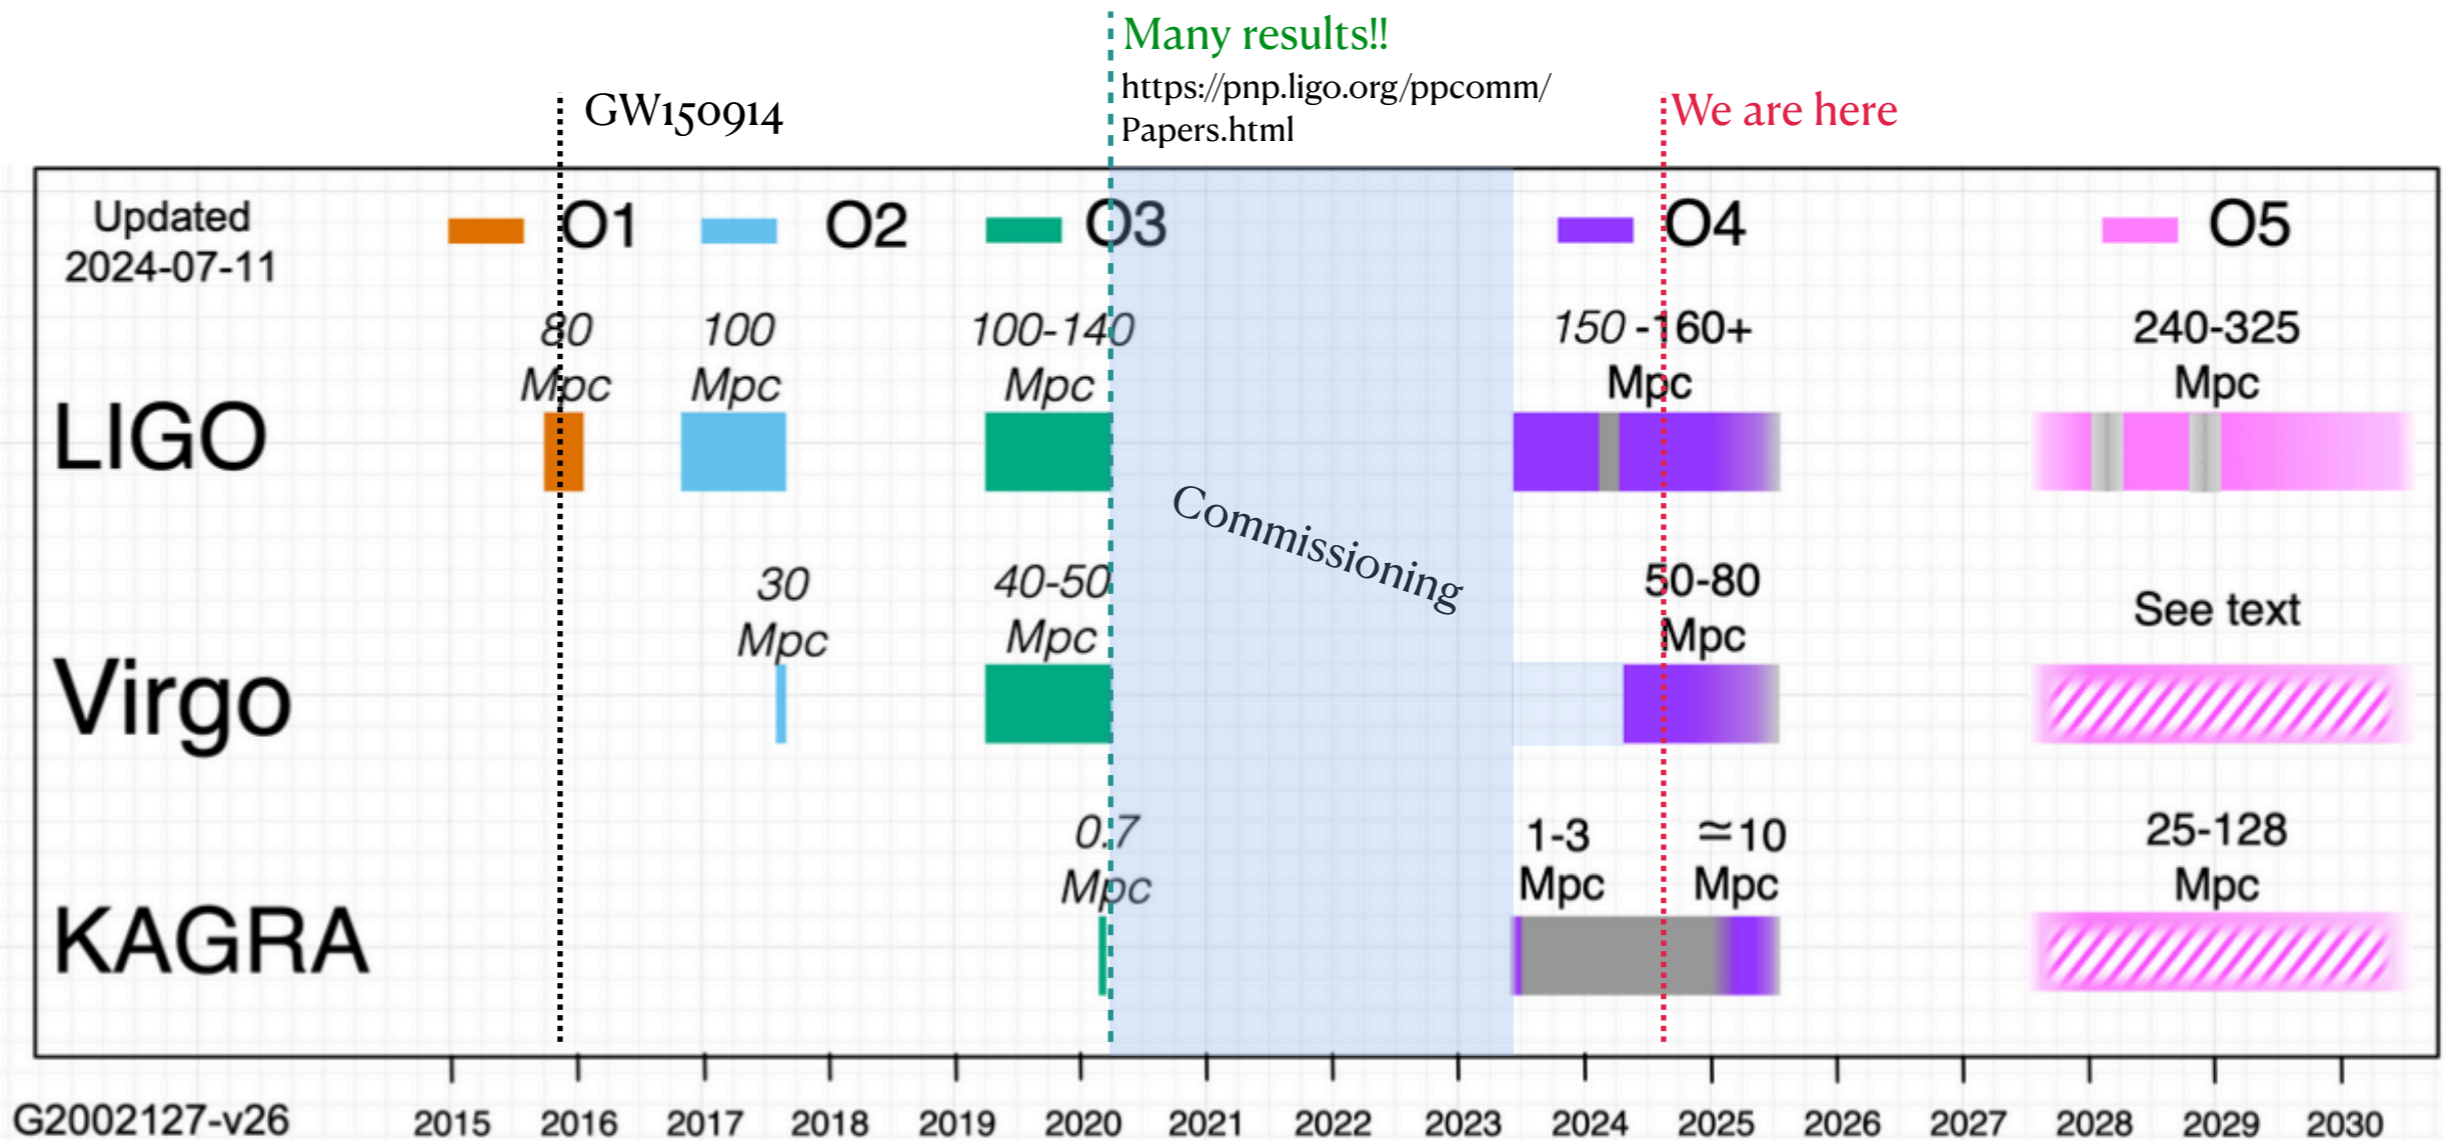 Many results!!
https://pnp.ligo.org/ppcomm/
Papers.html
GW150914
We are here
Updated
2024-07-11
O1
O2
O3
O4
O5
80
Mpc
100
Mpc
100-140
Mpc
150 -160+
Mpc
240-325
Mpc
LIGO
Commissioning
30
Mpc
40-50
Mpc
50-80
Mpc
See text
Virgo
0.7
Mpc
1-3
Mpc
≃10
Mpc
25-128
Mpc
KAGRA
G2002127-v26
2015 2016 2017 2018 2019 2020 2021 2022 2023 2024 2025 2026 2027 2028 2029 2030